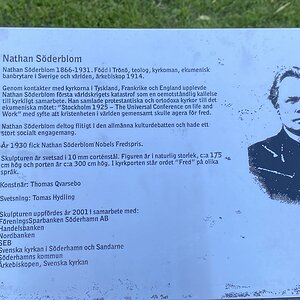 Nathan Söderblom
Nathan Söderblom 1866-1931. Född i Trönö, teolog, kyrkoman, ekumenisk
banbrytare i Sverige och världen, ärkebiskop 1914.
Genom kontakter med kyrkorna i Tyskland, Frankrike och England upplevde
Nathan Söderblom första världskrigets katastrof som en oemotståndlig kallelse
till kyrkligt samarbete. Han samlade protestantiska och ortodoxa kyrkor till det
ekumeniska mötet: "Stockholm 1925 - The Universal Conference on Life and
Work" med syfte att kristenheten i världen gemensamt skulle agera för fred.
Nathan Söderblom deltog flitigt i den allmänna kulturdebatten och hade ett
stort socialt engagemang.
År 1930 fick Nathan Söderblom Nobels Fredspris.
Skulpturen är svetsad i 10 mm corténstål. Figuren är i naturlig storlek, c:a 175
cm hög och porten är c:a 300 cm hög. I kyrkporten står ordet "Fred" på olika
språk.
Konstnär: Thomas Qvarsebo
Svetsning: Tomas Hydling
Skulpturen uppfördes år 2001 i samarbete med:
FöreningsSparbanken Söderhamn AB
Handelsbanken
Nordbanken
SEB
Svenska kyrkan i Söderhamn och Sandarne
Söderhamns kommun
Ärkebiskopen, Svenska kyrkan